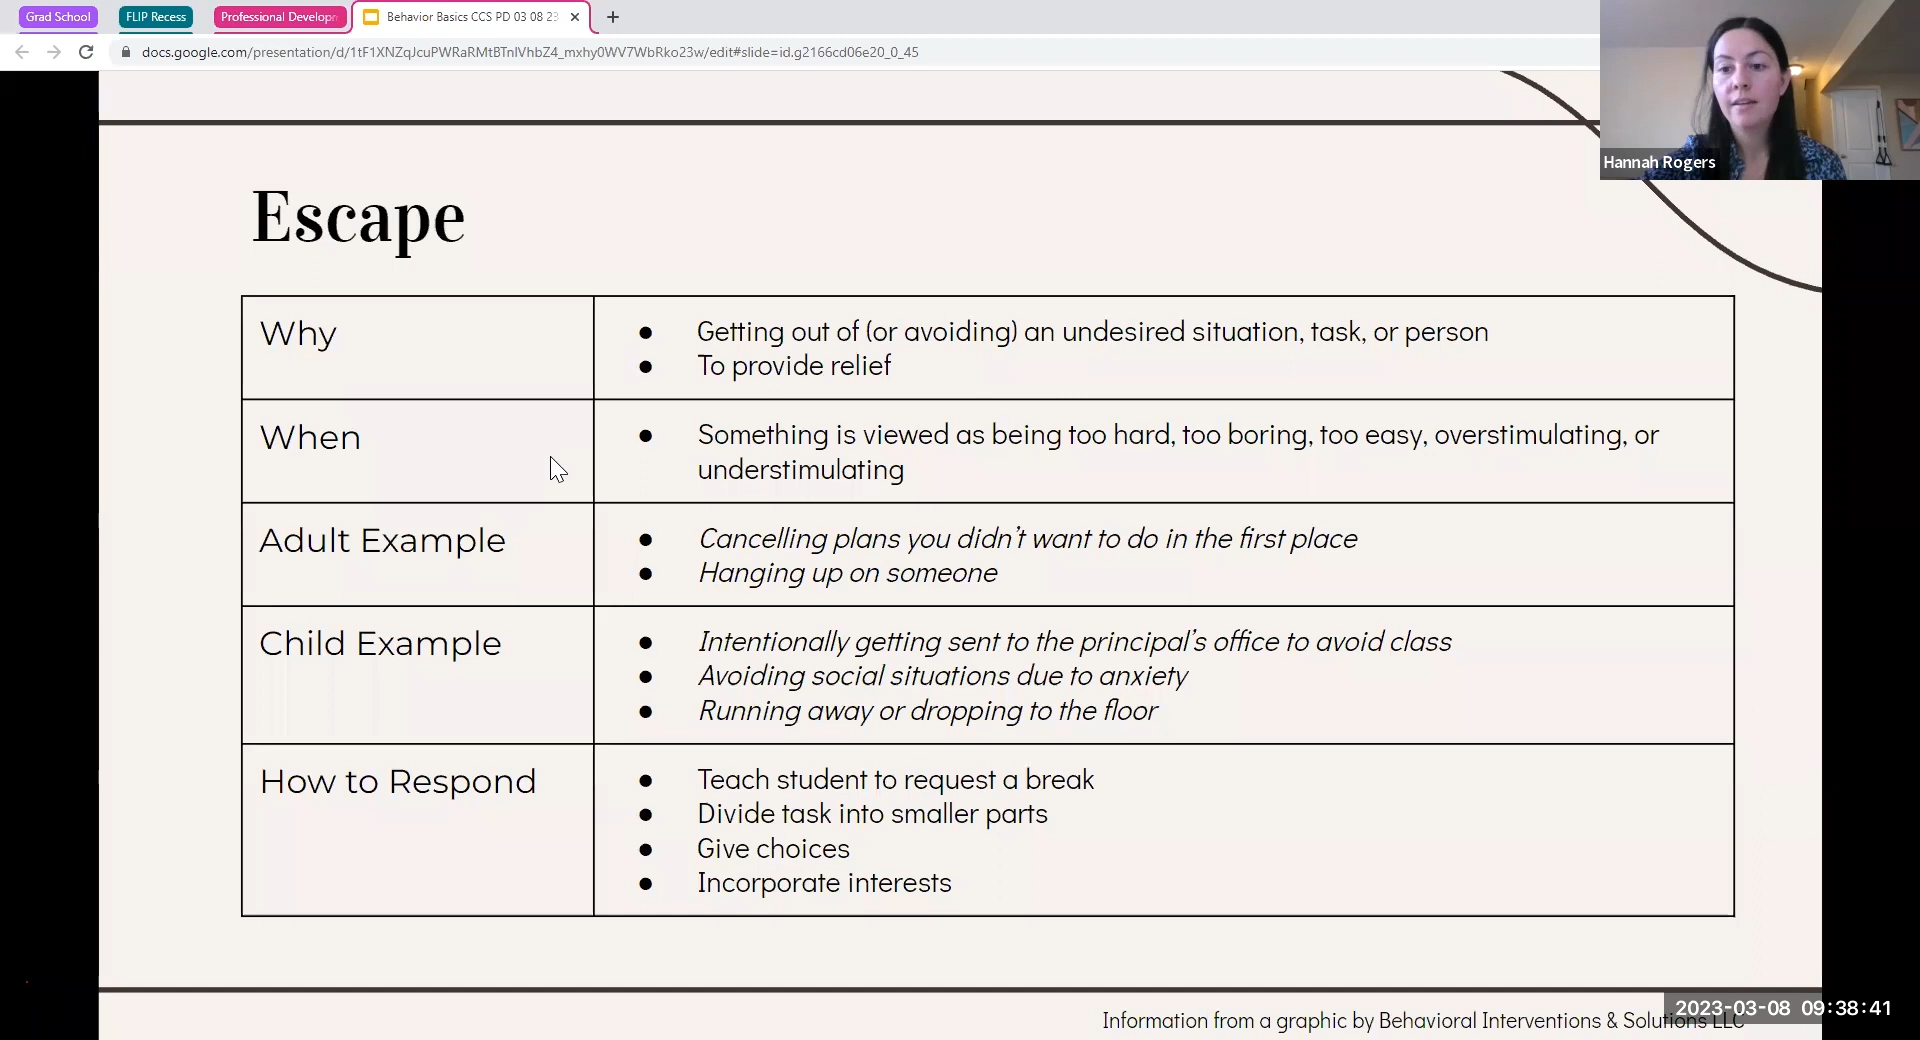 Grad School
FLIP Recess
Professional Develop
Behavior Basics CCS PD 03 08 23
docs.google.com/presentation/d/1tF1XNZqJcuPWRaRMtBTnlVhbZ4_mxhy0WV7WbRko23w/edit#slide=id.g2166cd06e20_0_45
Hannah Rogers
Escape
Why
● Getting out of (or avoiding) an undesired situation, task, or person
● To provide relief
When
● Something is viewed as being too hard, too boring, too easy, overstimulating, or
understimulating
Adult Example
● Cancelling plans you didn't want to do in the first place
● Hanging up on someone
Child Example
● Intentionally getting sent to the principal's office to avoid class
● Avoiding social situations due to anxiety
● Running away or dropping to the floor
How to Respond
● Teach student to request a break
● Divide task into smaller parts
● Give choices
● Incorporate interests
2023-03-08 09:38:41
Information from a graphic by Behavioral Interventions & Solutions LLC